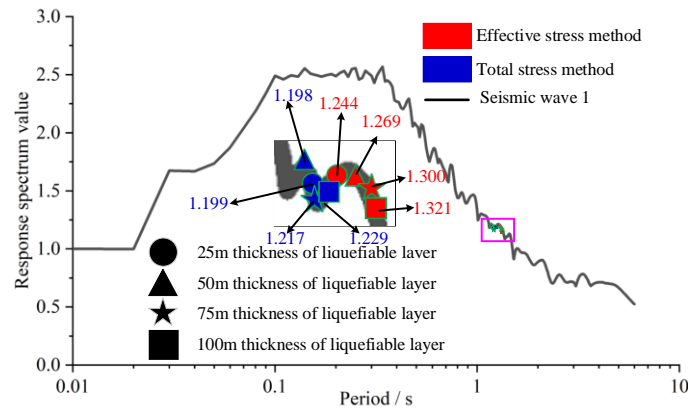 3.0
2.5
2.0
1.5
1.0
0.5
0.0
Response spectrum value
Effective stress method
Total stress method
Seismic wave 1
1.198
1.244
1.269
1.300
1.199
1.321
1.217
1.229
25m thickness of liquefiable layer
50m thickness of liquefiable layer
75m thickness of liquefiable layer
100m thickness of liquefiable layer
0.01
0.1
1
10
Period / s